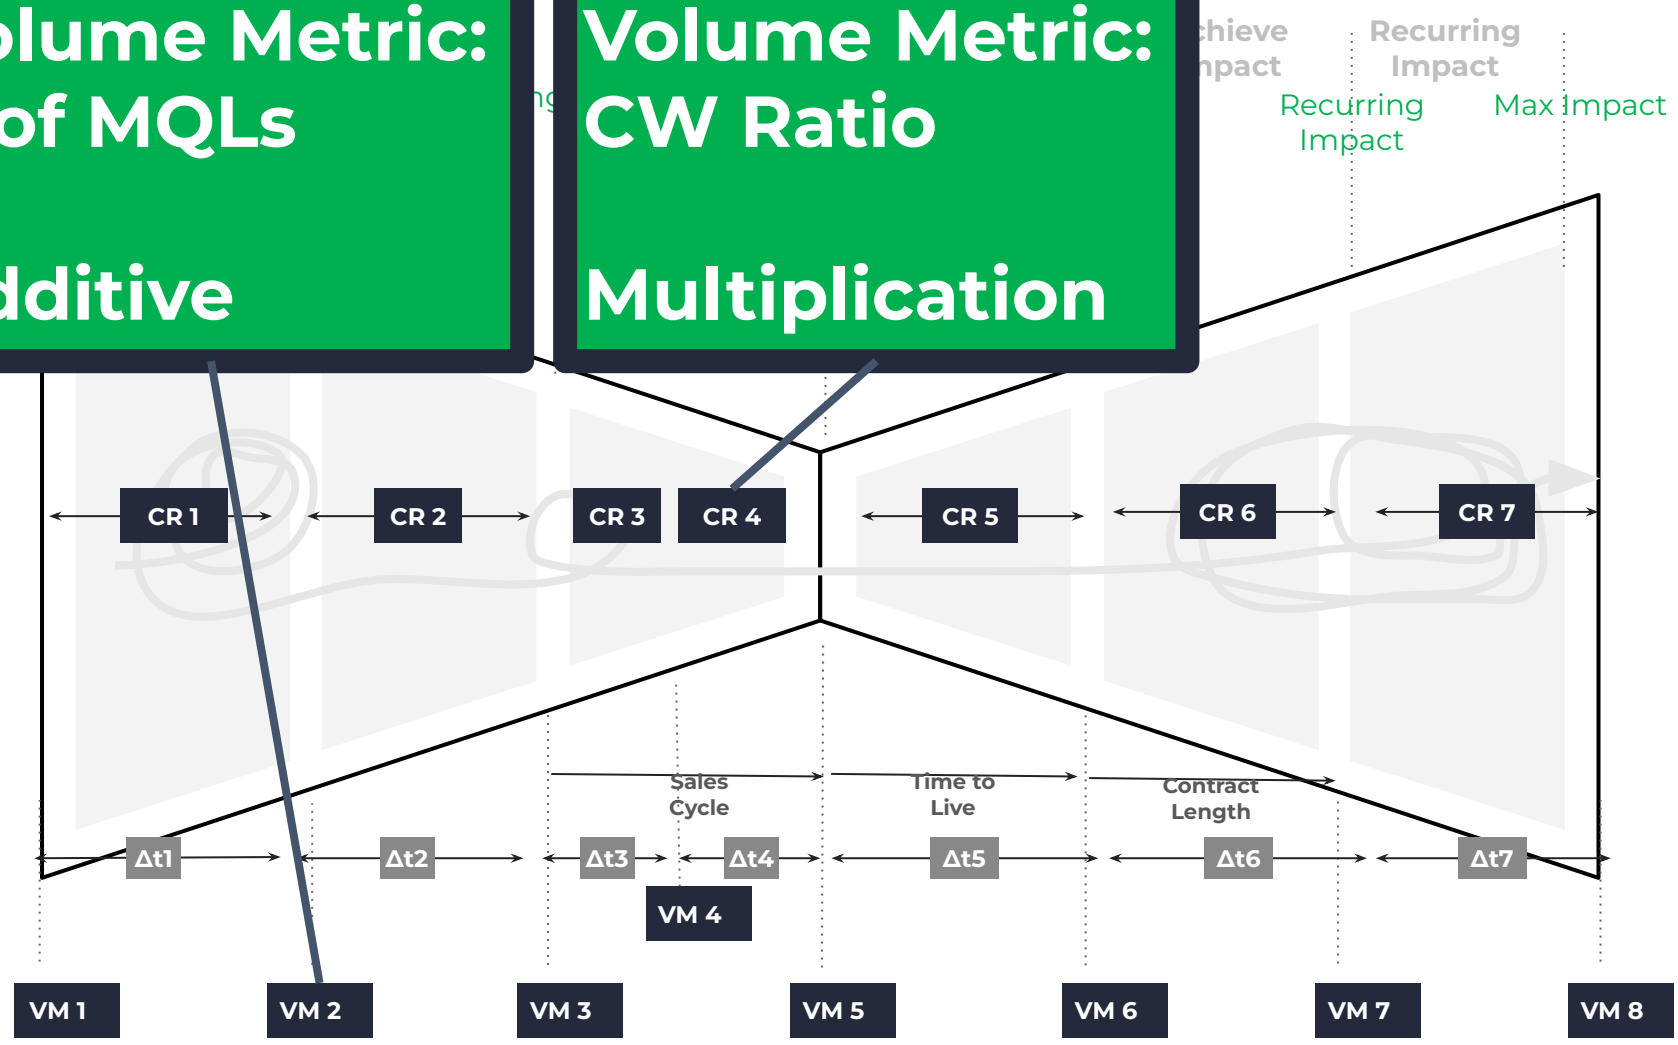 olume Metric:
of MQLs
dditive
Volume Metric:
CW Ratio
Multiplication
ng
chieve
npact
Recurring
Impact
Recurring
Impact
Max Impact
CR 1
CR 2
CR 3
CR 4
CR 5
CR 6
CR 7
Sales
Cycle
Time to
Live
Contract
Length
Δt1
Δt2
Δt3
Δt4
Δt5
Δt6
Δt7
VM 4
VM 1
VM 2
VM 3
VM 5
VM 6
VM 7
VM 8